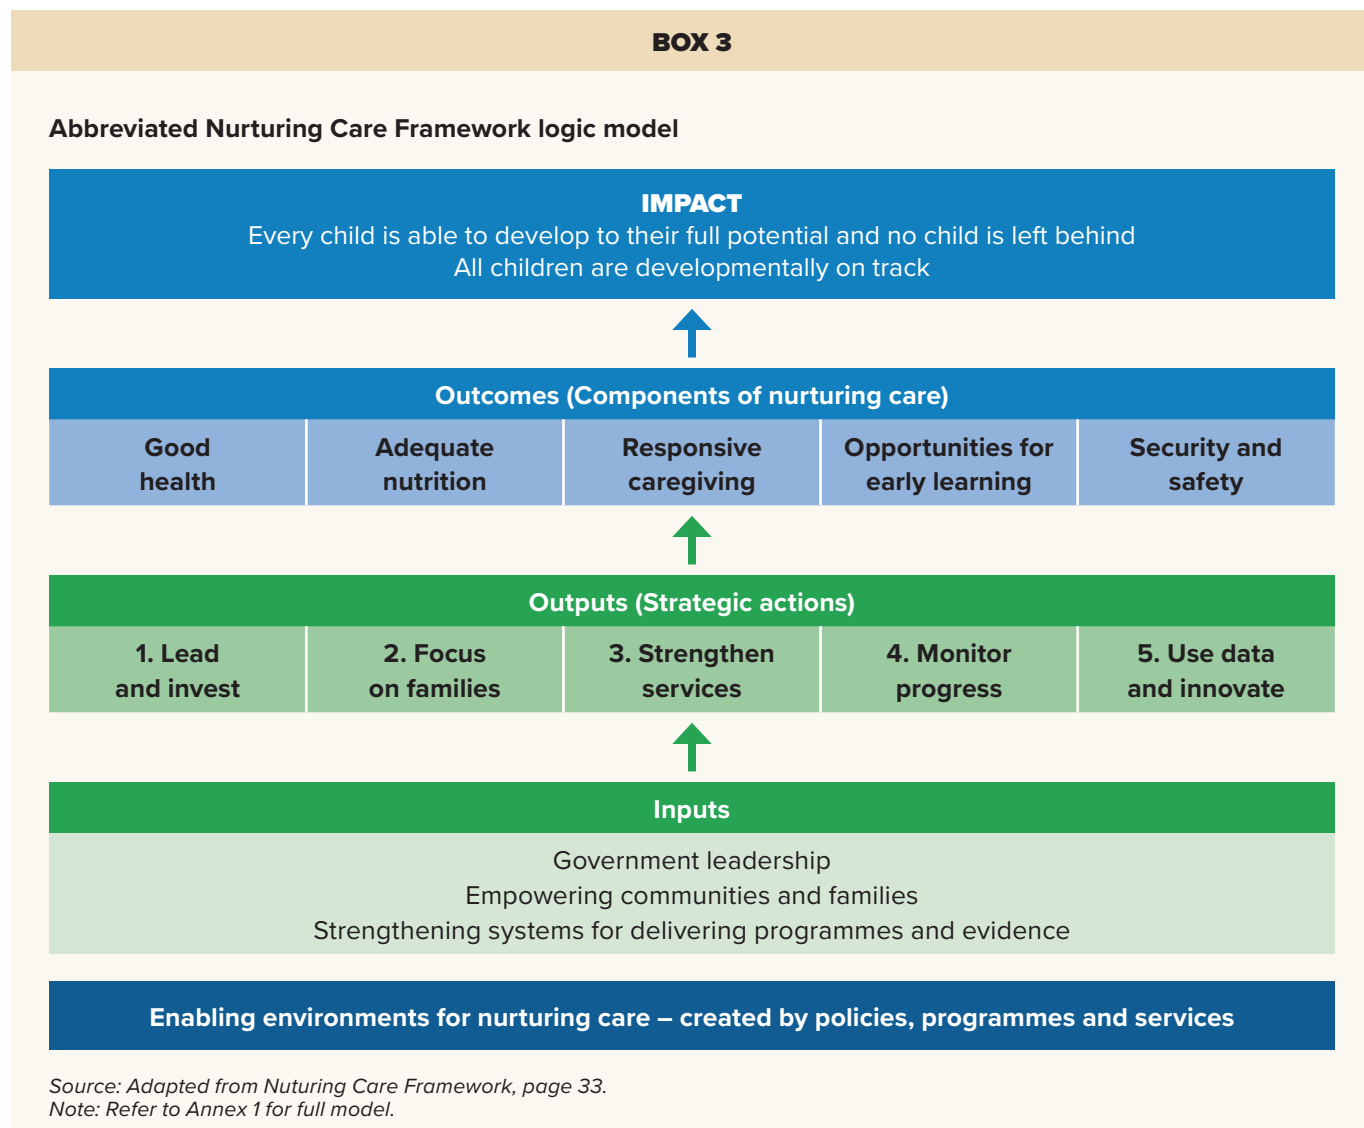 BOX 3
Abbreviated Nurturing Care Framework logic model
IMPACT
Every child is able to develop to their full potential and no child is left behind
All children are developmentally on track
Outcomes (Components of nurturing care)
Good
health
Adequate
nutrition
Responsive
caregiving
Opportunities for
early learning
Security and
safety
Outputs (Strategic actions)
1. Lead
and invest
2. Focus
on families
3. Strengthen
services
4. Monitor
progress
5. Use data
and innovate
Inputs
Government leadership
Empowering communities and families
Strengthening systems for delivering programmes and evidence
Enabling environments for nurturing care – created by policies, programmes and services
Source: Adapted from Nuturing Care Framework, page 33.
Note: Refer to Annex 1 for full model.